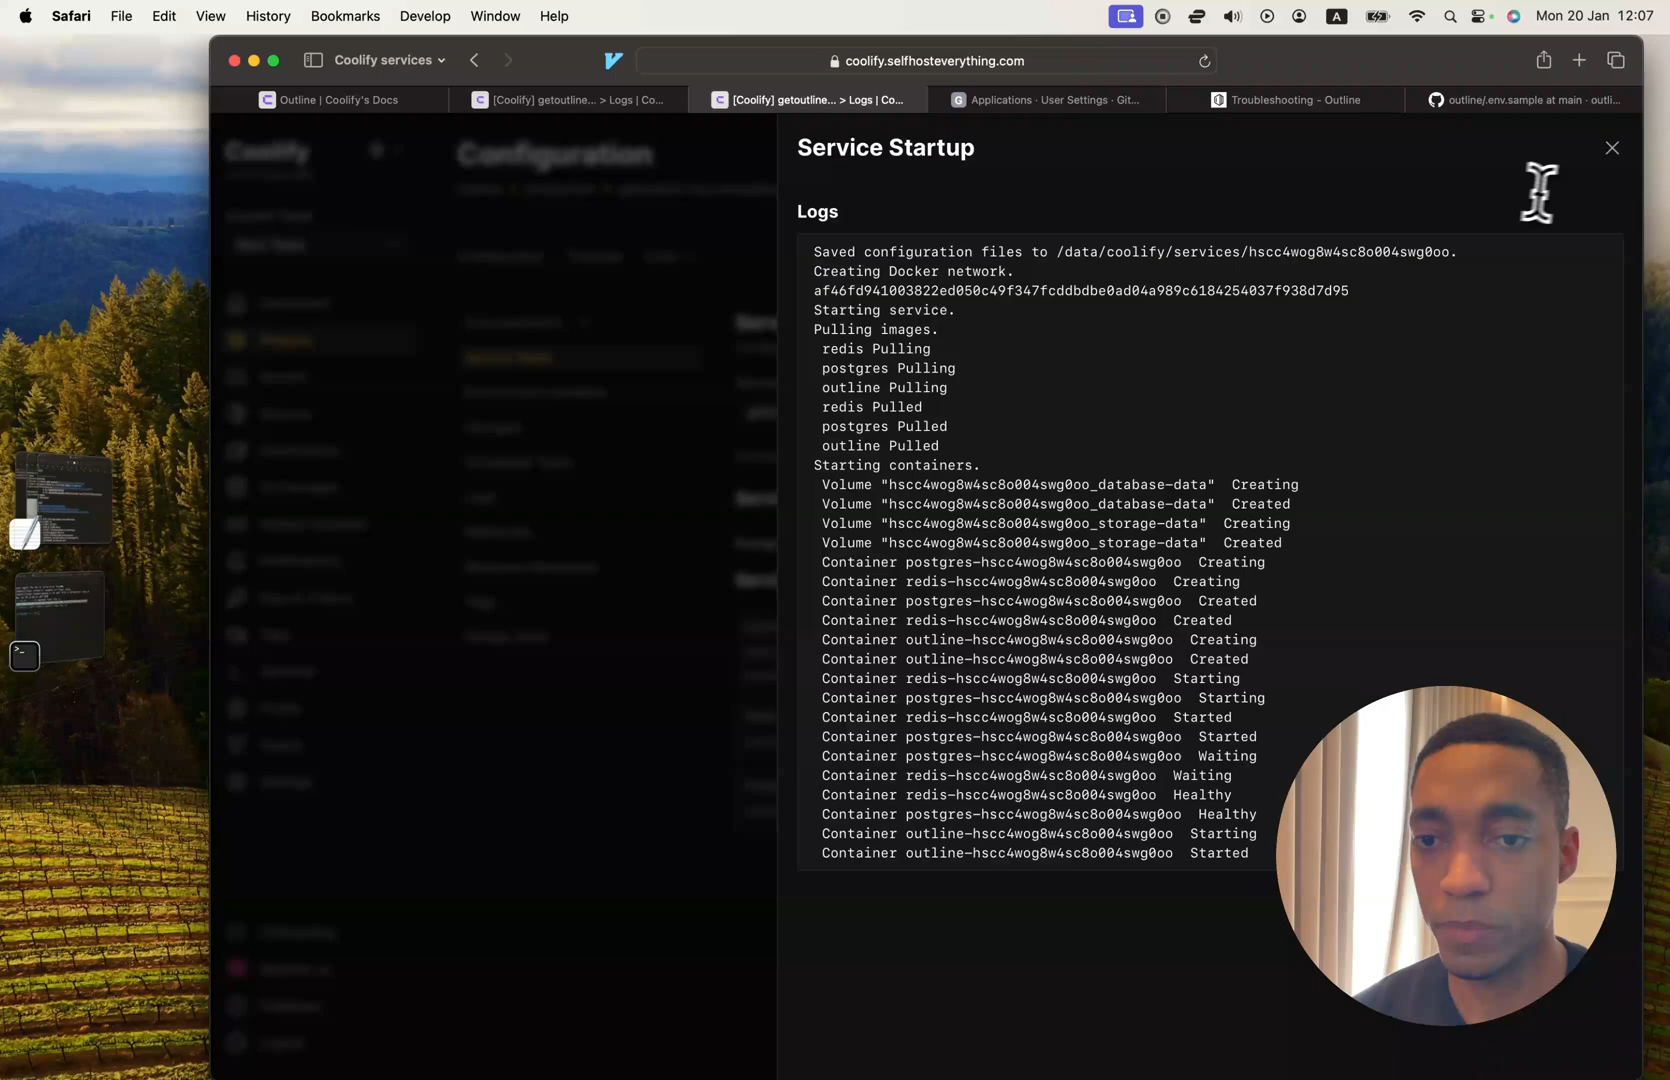 Safari File Edit View History Bookmarks Develop Window Help
A
Mon 20 Jan 12:07
Coolify services
coolify.selfhosteverything.com
Outline | Coolify's Docs
[Coolify] getoutline... > Logs | Co...
[Coolify] getoutline... > Logs | Co...
G Applications · User Settings · Git...
Troubleshooting - Outline
outline/.env.sample at main · outli...
Coolify
Configuration
Service Startup
Logs
Saved configuration files to /data/coolify/services/hscc4wog8w4sc8o004swg0oo.
Creating Docker network.
af46fd941003822ed050c49f347fcddbdbe0ad04a989c6184254037f938d7d95
Starting service.
Pulling images.
redis Pulling
postgres Pulling
outline Pulling
redis Pulled
postgres Pulled
outline Pulled
Starting containers.
Volume "hscc4wog8w4sc8o004swg0oo_database-data" Creating
Volume "hscc4wog8w4sc8o004swg0oo_database-data" Created
Volume "hscc4wog8w4sc8o004swg0oo_storage-data" Creating
Volume "hscc4wog8w4sc8o004swg0oo_storage-data" Created
Container postgres-hscc4wog8w4sc8o004swg0oo Creating
Container redis-hscc4wog8w4sc8o004swg0oo Creating
Container postgres-hscc4wog8w4sc8o004swg0oo Created
Container redis-hscc4wog8w4sc8o004swg0oo Created
Container outline-hscc4wog8w4sc8o004swg0oo Creating
Container outline-hscc4wog8w4sc8o004swg0oo Created
Container redis-hscc4wog8w4sc8o004swg0oo Starting
Container postgres-hscc4wog8w4sc8o004swg0oo Starting
Container redis-hscc4wog8w4sc8o004swg0oo Started
Container postgres-hscc4wog8w4sc8o004swg0oo Started
Container postgres-hscc4wog8w4sc8o004swg0oo Waiting
Container redis-hscc4wog8w4sc8o004swg0oo Waiting
Container redis-hscc4wog8w4sc8o004swg0oo Healthy
Container postgres-hscc4wog8w4sc8o004swg0oo Healthy
Container outline-hscc4wog8w4sc8o004swg0oo Starting
Container outline-hscc4wog8w4sc8o004swg0oo Started